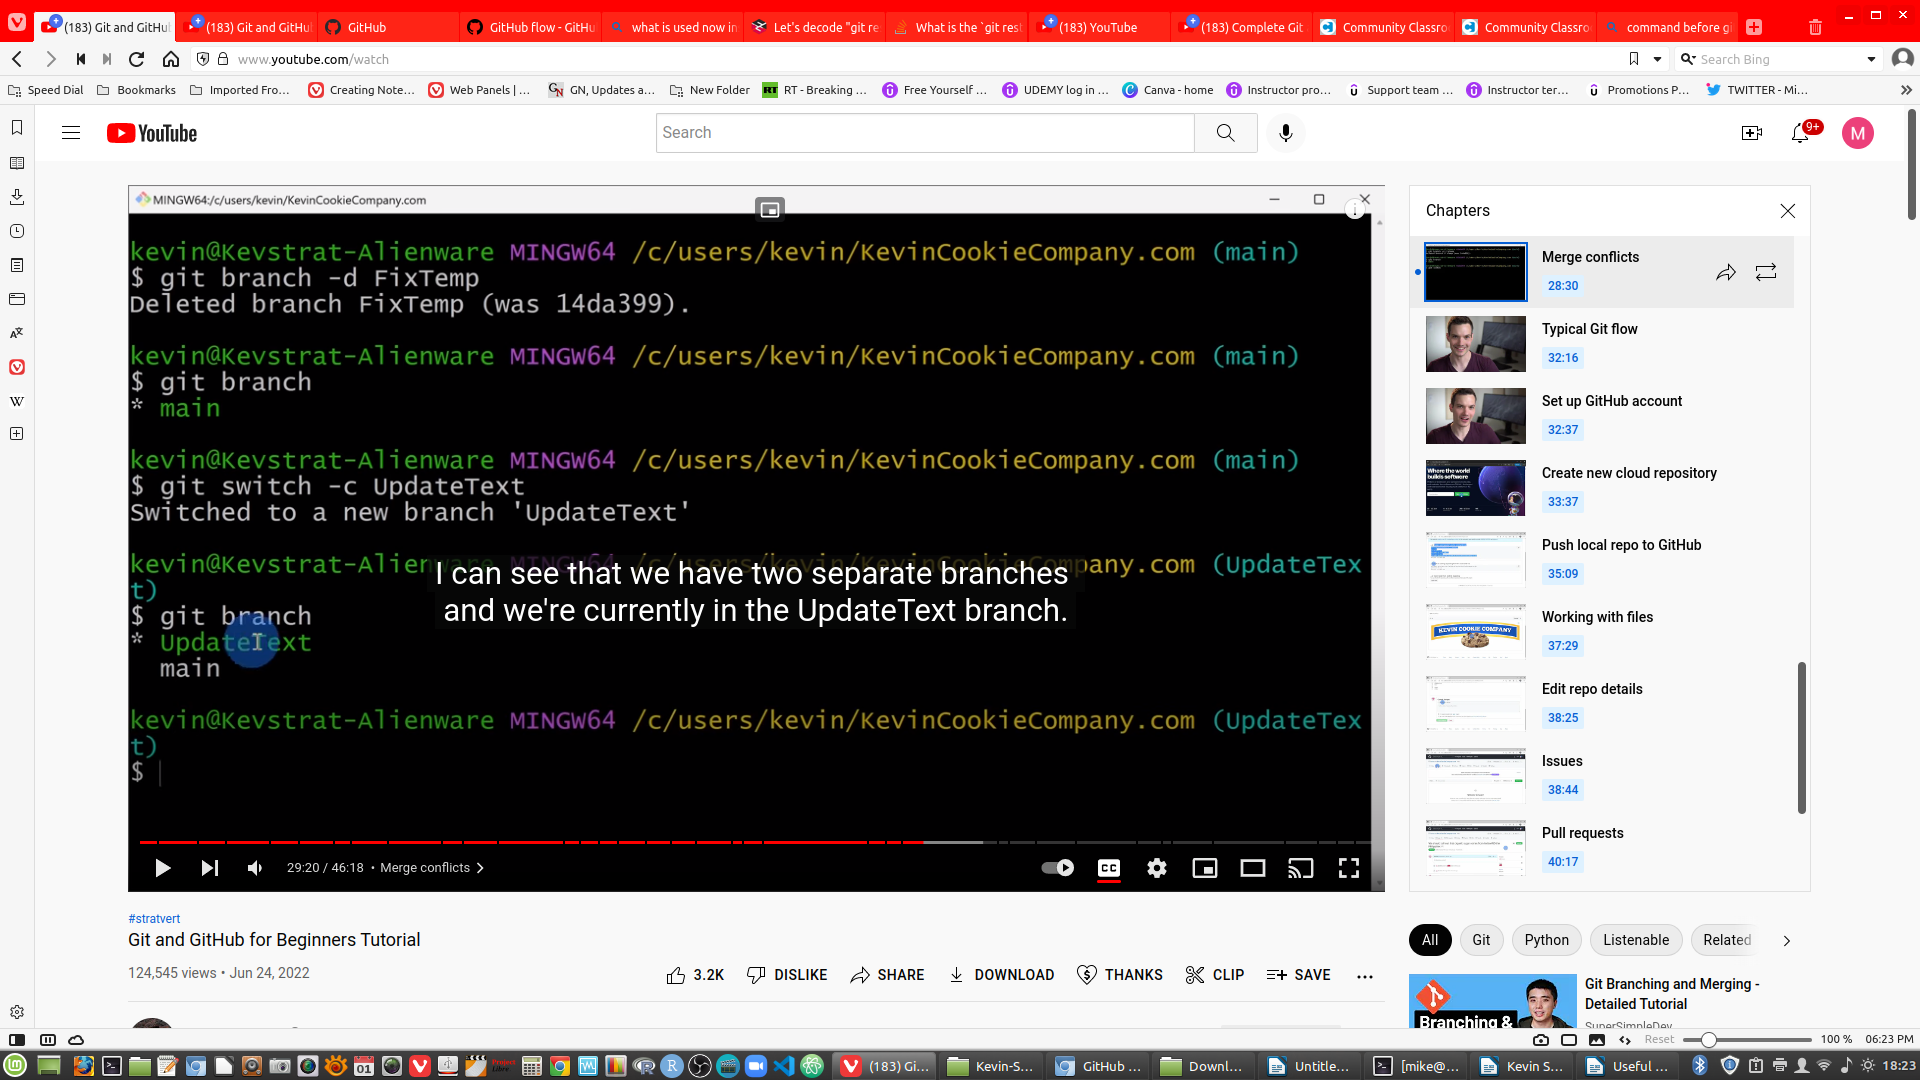 (183) Git and GitHub
(183) Git and GitHub
GitHub
GitHub flow - GitHu
what is used now in
Let's decode "git re
What is the `git rest
(183) YouTube
(183) Complete Git
Community Classro
Community Classro
command before gi
www.youtube.com/watch
Search Bing
Speed Dial
Bookmarks
Imported Fro...
Creating Note...
Web Panels | ...
GN, Updates a...
New Folder
RT - Breaking ...
Free Yourself ...
UDEMY log in ...
Canva - home
Instructor pro...
Support team ...
Instructor ter...
Promotions P...
TWITTER - Mi...
YouTube
Search
9+
M
MINGW64:/c/users/kevin/KevinCookieCompany.com
kevin@Kevstrat-Alienware MINGW64 /c/users/kevin/KevinCookieCompany.com (main)
$ git branch -d FixTemp
Deleted branch FixTemp (was 14da399).
kevin@Kevstrat-Alienware MINGW64 /c/users/kevin/KevinCookieCompany.com (main)
$ git branch
* main
kevin@Kevstrat-Alienware MINGW64 /c/users/kevin/KevinCookieCompany.com (main)
$ git switch -c UpdateText
Switched to a new branch 'UpdateText'
kevin@Kevstrat-Alienware MINGW64 /c/users/kevin/KevinCookieCompany.com (UpdateTex
t)
I can see that we have two separate branches
and we're currently in the UpdateText branch.
$ git branch
* UpdateText
main
kevin@Kevstrat-Alienware MINGW64 /c/users/kevin/KevinCookieCompany.com (UpdateTex
t)
$
29:20 / 46:18 • Merge conflicts
CC
Chapters
Merge conflicts
28:30
Typical Git flow
32:16
Set up GitHub account
32:37
Create new cloud repository
33:37
Push local repo to GitHub
35:09
Working with files
37:29
Edit repo details
38:25
Issues
38:44
Pull requests
40:17
#stratvert
Git and GitHub for Beginners Tutorial
124,545 views • Jun 24, 2022
3.2K
DISLIKE
SHARE
DOWNLOAD
THANKS
CLIP
SAVE
All
Git
Python
Listenable
Related
Branching &
Git Branching and Merging -
Detailed Tutorial
SuperSimpleDev
Reset
100 %
06:23 PM
(183) Gi...
Kevin-S...
GitHub ...
Downl...
Untitle...
[mike@...
Kevin S...
Useful ...
18:23